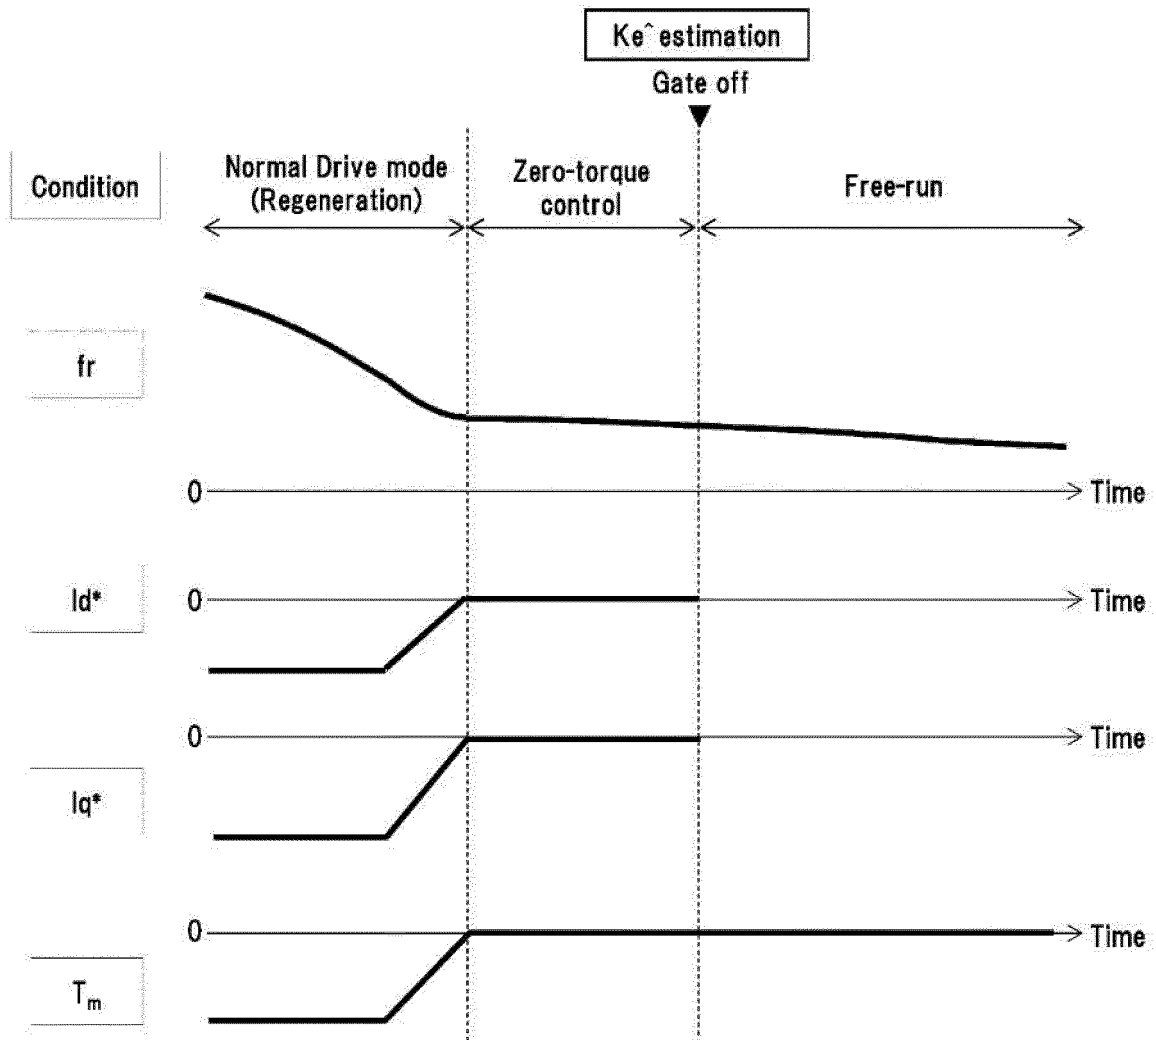 Keˆ estimation
Gate off
Condition
Normal Drive mode
(Regeneration)
Zero-torque
control
Free-run
fr
0
Time
Id*
0
Time
Iq*
0
Time
0
Time
Tm